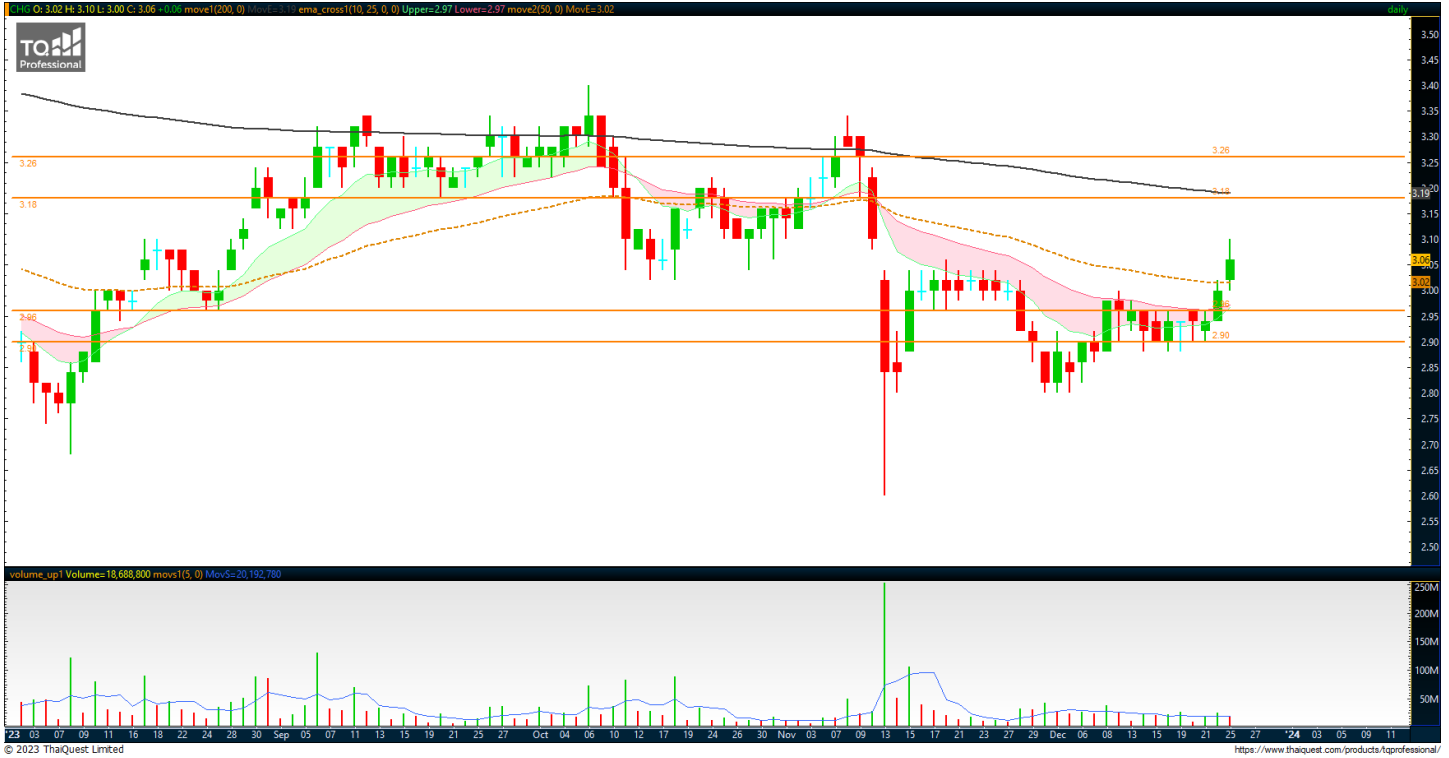 CHG O: 3.02 H: 3.10 L: 3.00 C: 3.06 +0.06 move1(200, 0) MovE=3.19 ema_cross1(10, 25, 0, 0) Upper=2.97 Lower=2.97 move2(50, 0) MovE=3.02 daily
TQ
Professional
3.50
3.45
3.40
3.35
3.30
3.26
3.26
3.25
3.20
3.19
3.18
3.18
3.15
3.10
3.06
3.05
3.02
3.00
2.96
2.96
2.95
2.90
2.90
2.90
2.85
2.80
2.75
2.70
2.65
2.60
2.55
2.50
volume_up1 Volume=18,688,800 movs1(5, 0) MovS=20,192,780
250M
200M
150M
100M
50M
'23 03 07 09 11 16 18 22 24 28 30 Sep 05 07 11 13 15 19 21 25 27 Oct 04 06 10 12 17 19 24 26 30 Nov 03 07 09 13 15 17 21 23 27 29 Dec 06 08 13 15 19 21 25 27 '24 03 05 09 11
© 2023 ThaiQuest Limited https://www.thaiquest.com/products/tqprofessional/